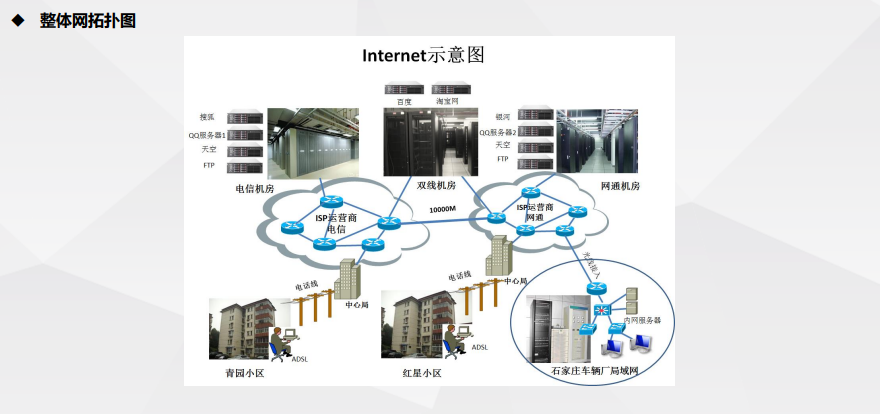 ◆ 整体网拓扑图
Internet示意图
百度
淘宝网
搜狐
QQ服务器1
天空
FTP
银河
QQ服务器2
天空
FTP
电信机房
双线机房
网通机房
ISP运营商
电信
10000M
ISP运营商
网通
光纤接入
电话线
中心局
电话线
中心局
内网服务器
ADSL
ADSL
青园小区
红星小区
石家庄车辆厂局域网